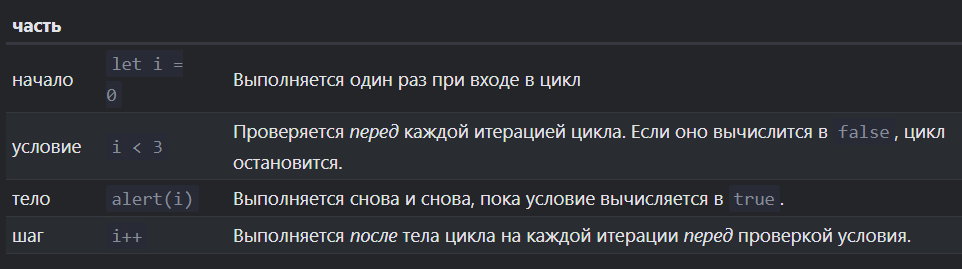 часть
начало let i = 0 Выполняется один раз при входе в цикл
условие i < 3 Проверяется перед каждой итерацией цикла. Если оно вычислится в false, цикл
остановится.
тело alert(i) Выполняется снова и снова, пока условие вычисляется в true.
шаг i++ Выполняется после тела цикла на каждой итерации перед проверкой условия.